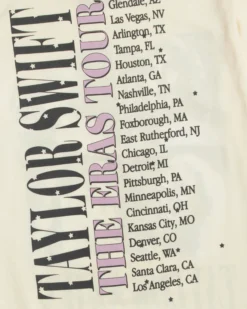 TAYLOR SWIFT
THE ERAS TOUR
Glendale, AZ
Las Vegas, NV
Arlington, TX
Tampa, FL
Houston, TX
Atlanta, GA
Nashville, TN
Philadelphia, PA
Foxborough, MA
East Rutherford, NJ
Chicago, IL
Detroit, MI
Pittsburgh, PA
Minneapolis, MN
Cincinnati, OH
Kansas City, MO
Denver, CO
Seattle, WA
Santa Clara, CA
Los Angeles, CA